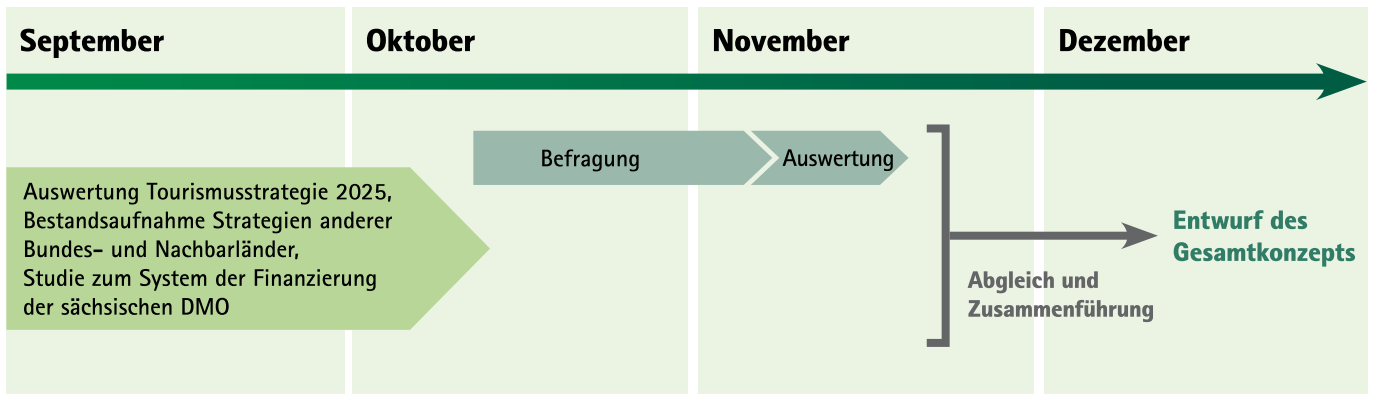 September
Oktober
November
Dezember
Befragung
Auswertung
Auswertung Tourismusstrategie 2025,
Bestandsaufnahme Strategien anderer
Bundes- und Nachbarländer,
Studie zum System der Finanzierung
der sächsischen DMO
Abgleich und
Zusammenführung
Entwurf des
Gesamtkonzepts